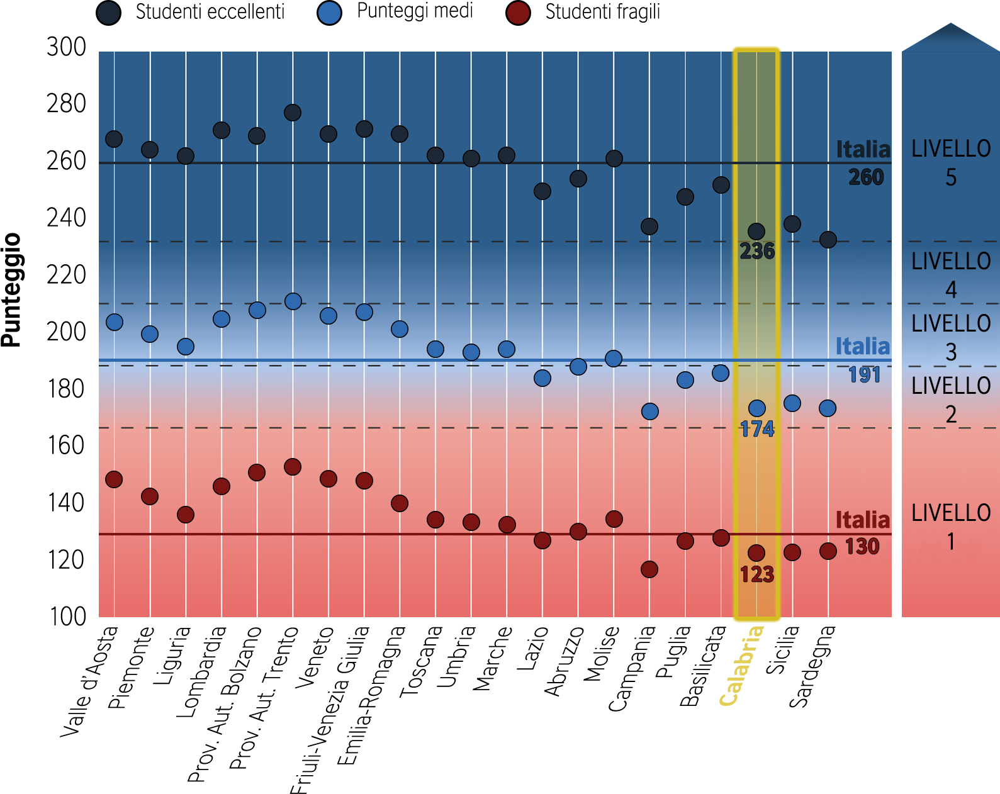 Studenti eccellenti
Punteggi medi
Studenti fragili
Punteggio
300
280
260
240
220
200
180
160
140
120
100
Italia
260
236
Italia
191
174
Italia
130
123
LIVELLO
5
LIVELLO
4
LIVELLO
3
LIVELLO
2
LIVELLO
1
Valle d'Aosta
Piemonte
Liguria
Lombardia
Prov. Aut. Bolzano
Prov. Aut. Trento
Veneto
Friuli-Venezia Giulia
Emilia-Romagna
Toscana
Umbria
Marche
Lazio
Abruzzo
Molise
Campania
Puglia
Basilicata
Calabria
Sicilia
Sardegna